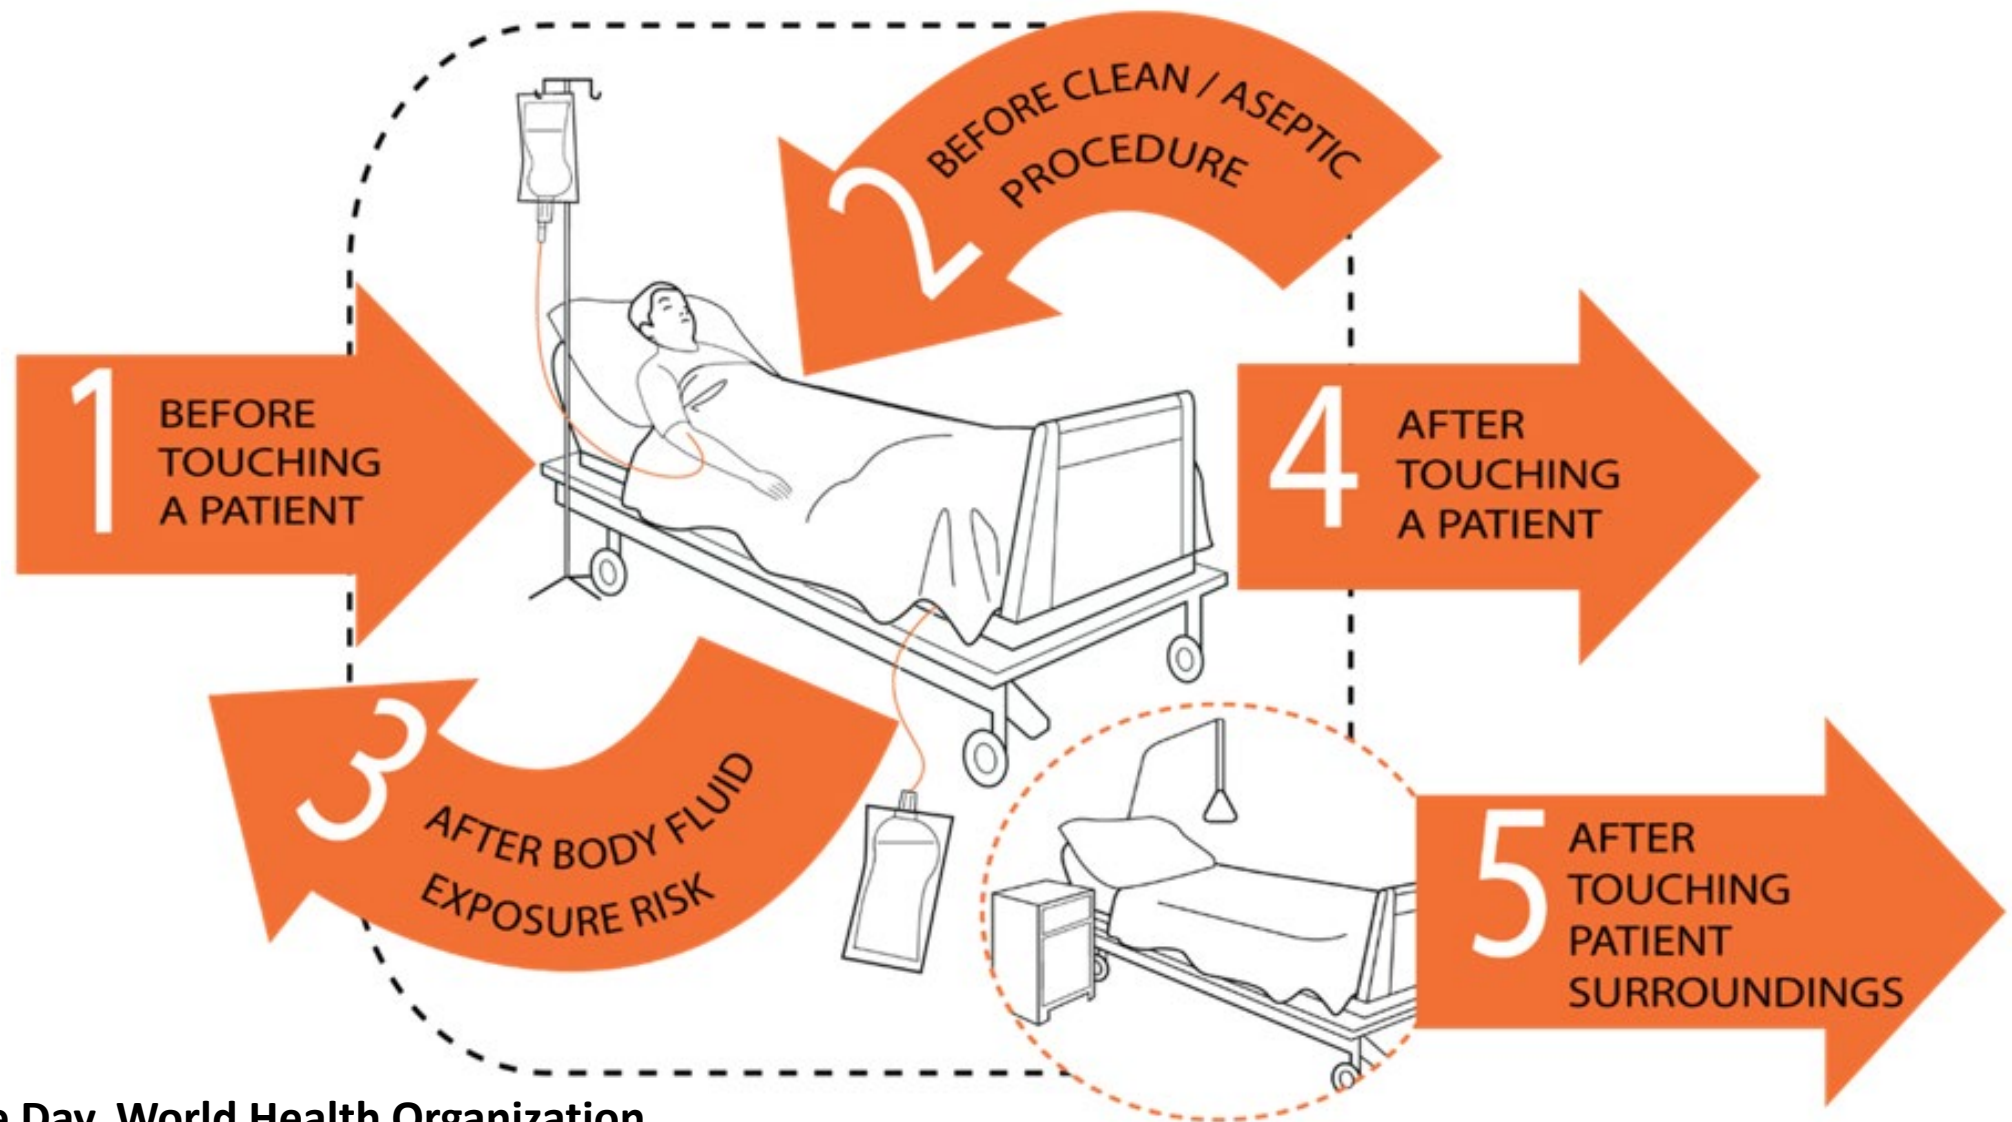 1
BEFORE
TOUCHING
A PATIENT
2
BEFORE CLEAN / ASEPTIC
PROCEDURE
3
AFTER BODY FLUID
EXPOSURE RISK
4
AFTER
TOUCHING
A PATIENT
5
AFTER
TOUCHING
PATIENT
SURROUNDINGS
Day, World Health Organization